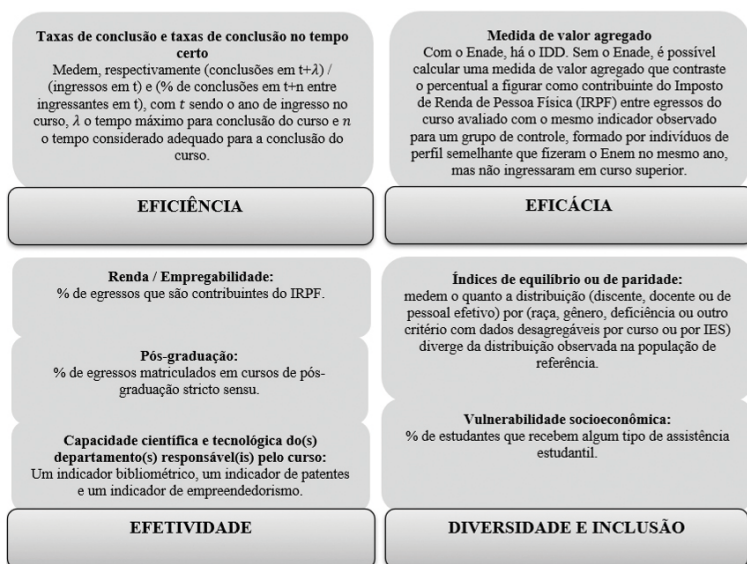 Taxas de conclusão e taxas de conclusão no tempo
certo
Medem, respectivamente (conclusões em t+λ) /
(ingressos em t) e (% de conclusões em t+n entre
ingressantes em t), com t sendo o ano de ingresso no
curso, λ o tempo máximo para conclusão do curso e n
o tempo considerado adequado para a conclusão do
curso.
EFICIÊNCIA
Medida de valor agregado
Com o Enade, há o IDD. Sem o Enade, é possível
calcular uma medida de valor agregado que contraste
o percentual a figurar como contribuinte do Imposto
de Renda de Pessoa Física (IRPF) entre egressos do
curso avaliado com o mesmo indicador observado
para um grupo de controle, formado por indivíduos de
perfil semelhante que fizeram o Enem no mesmo ano,
mas não ingressaram em curso superior.
EFICÁCIA
Renda / Empregabilidade:
% de egressos que são contribuintes do IRPF.
Pós-graduação:
% de egressos matriculados em cursos de pós-
graduação stricto sensu.
Capacidade científica e tecnológica do(s)
departamento(s) responsável(is) pelo curso:
Um indicador bibliométrico, um indicador de patentes
e um indicador de empreendedorismo.
EFETIVIDADE
Índices de equilíbrio ou de paridade:
medem o quanto a distribuição (discente, docente ou de
pessoal efetivo) por (raça, gênero, deficiência ou outro
critério com dados desagregáveis por curso ou por IES)
diverge da distribuição observada na população de
referência.
Vulnerabilidade socioeconômica:
% de estudantes que recebem algum tipo de assistência
estudantil.
DIVERSIDADE E INCLUSÃO